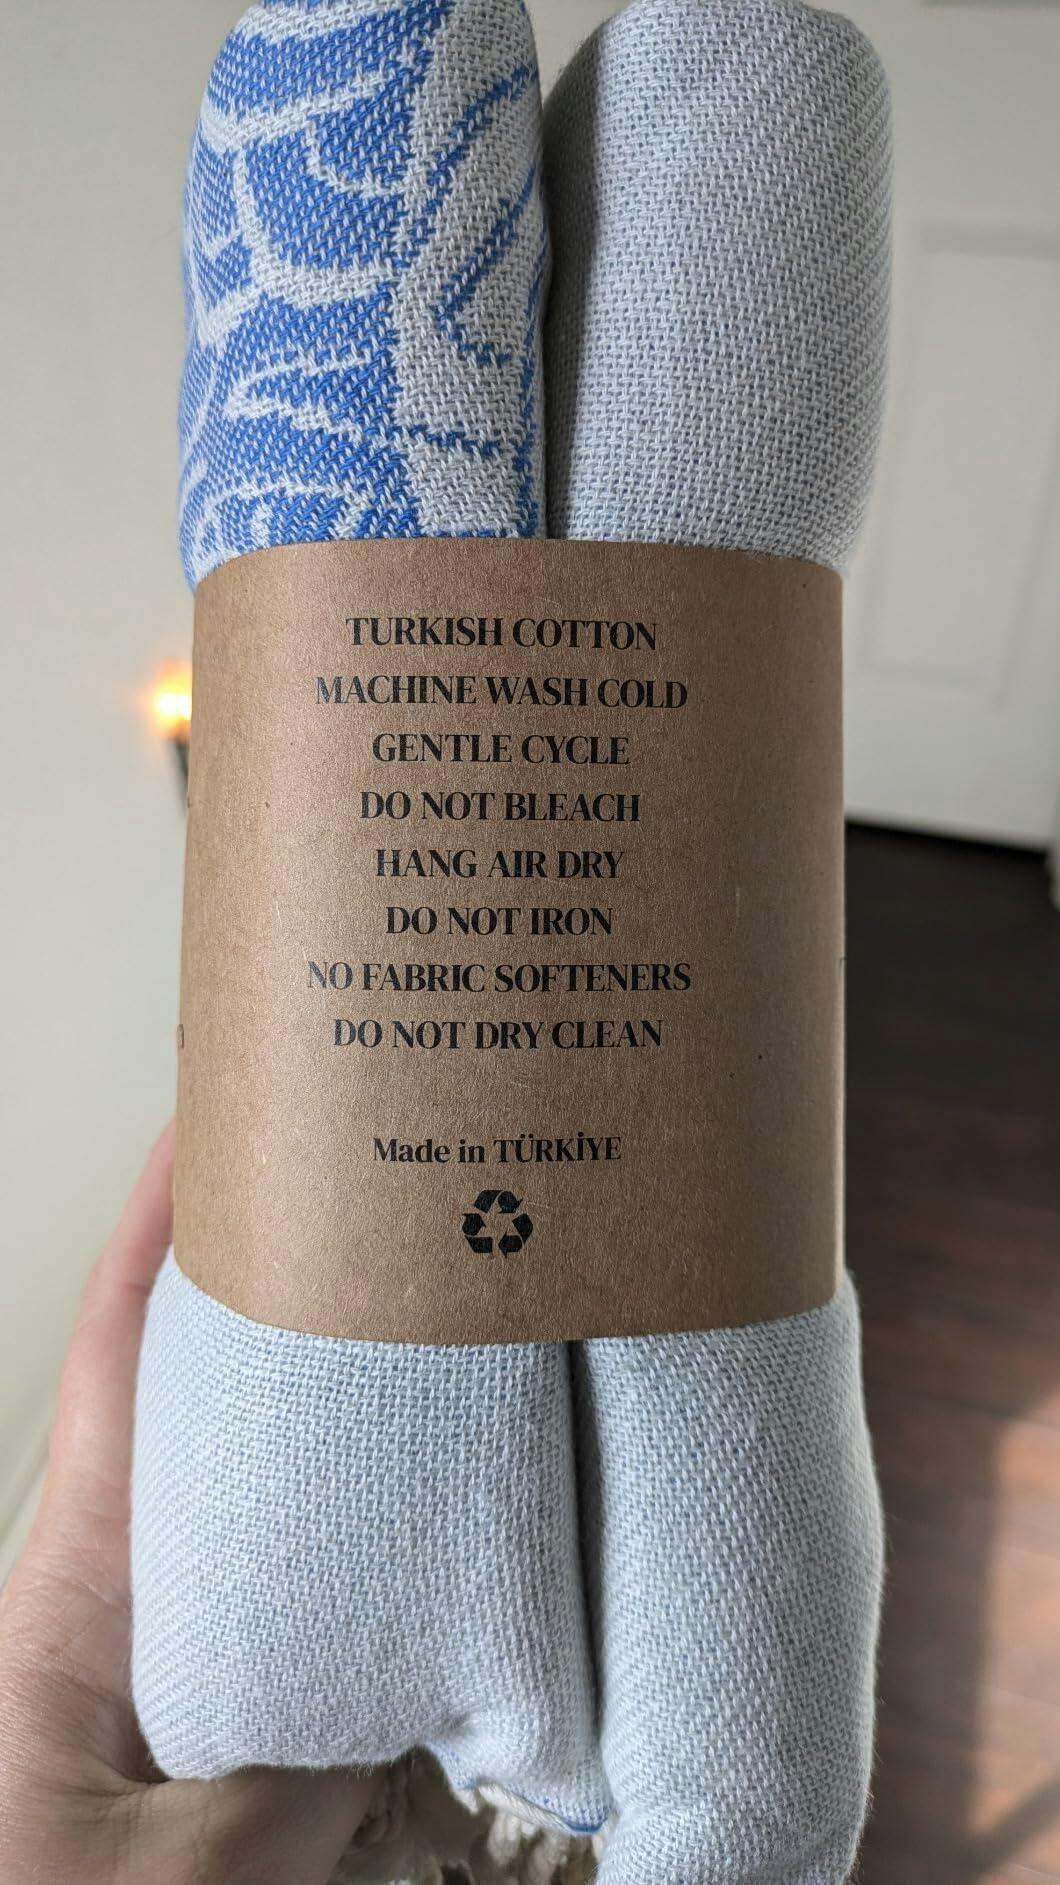 TURKISH COTTON
MACHINE WASH COLD
GENTLE CYCLE
DO NOT BLEACH
HANG AIR DRY
DO NOT IRON
NO FABRIC SOFTENERS
DO NOT DRY CLEAN
Made in TÜRKİYE